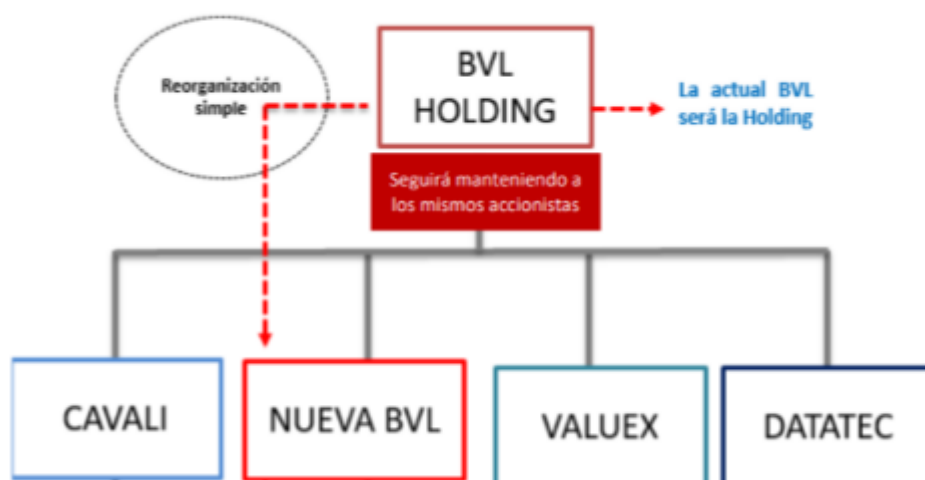 Reorganización
simple
BVL
HOLDING
La actual BVL
será la Holding
Seguirá manteniendo a
los mismos accionistas
CAVALI
NUEVA BVL
VALUEX
DATATEC